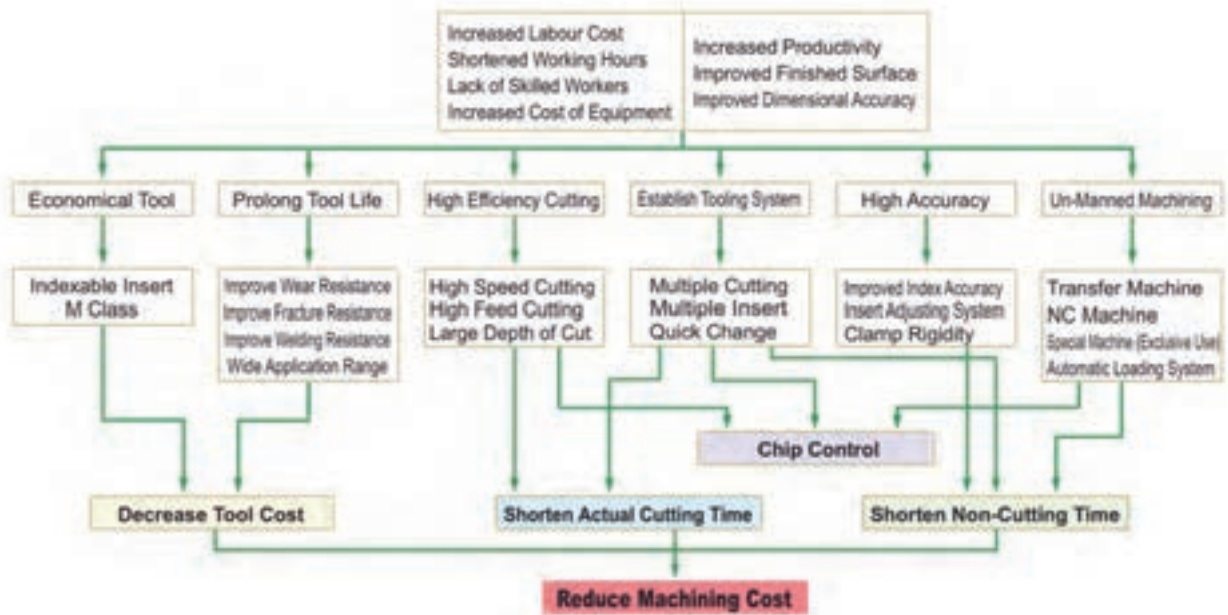 Increased Labour Cost
Shortened Working Hours
Lack of Skilled Workers
Increased Cost of Equipment
Increased Productivity
Improved Finished Surface
Improved Dimensional Accuracy
Economical Tool
Prolong Tool Life
High Efficiency Cutting
Establish Tooling System
High Accuracy
Un-Manned Machining
Indexable Insert
M Class
Improve Wear Resistance
Improve Fracture Resistance
Improve Welding Resistance
Wide Application Range
High Speed Cutting
High Feed Cutting
Large Depth of Cut
Multiple Cutting
Multiple Insert
Quick Change
Improved Index Accuracy
Insert Adjusting System
Clamp Rigidity
Transfer Machine
NC Machine
Special Machine (Exclusive Use)
Automatic Loading System
Chip Control
Decrease Tool Cost
Shorten Actual Cutting Time
Shorten Non-Cutting Time
Reduce Machining Cost